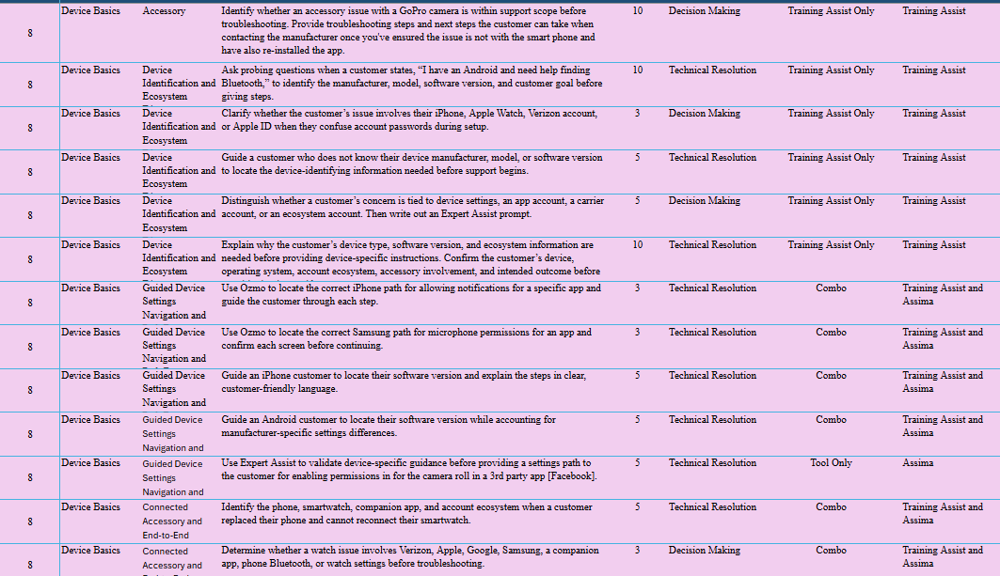 8 Device Basics Accessory Identify whether an accessory issue with a GoPro camera is within support scope before 10 Decision Making Training Assist Only Training Assist
troubleshooting. Provide troubleshooting steps and next steps the customer can take when
contacting the manufacturer once you've ensured the issue is not with the smart phone and
have also re-installed the app.
8 Device Basics Device Ask probing questions when a customer states, “I have an Android and need help finding 10 Technical Resolution Training Assist Only Training Assist
Identification and Bluetooth,” to identify the manufacturer, model, software version, and customer goal before
Ecosystem giving steps.
8 Device Basics Device Clarify whether the customer’s issue involves their iPhone, Apple Watch, Verizon account, 3 Decision Making Training Assist Only Training Assist
Identification and or Apple ID when they confuse account passwords during setup.
Ecosystem
8 Device Basics Device Guide a customer who does not know their device manufacturer, model, or software version 5 Technical Resolution Training Assist Only Training Assist
Identification and to locate the device-identifying information needed before support begins.
Ecosystem
8 Device Basics Device Distinguish whether a customer’s concern is tied to device settings, an app account, a carrier 5 Decision Making Training Assist Only Training Assist
Identification and account, or an ecosystem account. Then write out an Expert Assist prompt.
Ecosystem
8 Device Basics Device Explain why the customer’s device type, software version, and ecosystem information are 10 Technical Resolution Training Assist Only Training Assist
Identification and needed before providing device-specific instructions. Confirm the customer’s device,
Ecosystem operating system, account ecosystem, accessory involvement, and intended outcome before
8 Device Basics Guided Device Use Ozmo to locate the correct iPhone path for allowing notifications for a specific app and 3 Technical Resolution Combo Training Assist and
Settings guide the customer through each step. Assima
Navigation and
8 Device Basics Guided Device Use Ozmo to locate the correct Samsung path for microphone permissions for an app and 3 Technical Resolution Combo Training Assist and
Settings confirm each screen before continuing. Assima
Navigation and
8 Device Basics Guided Device Guide an iPhone customer to locate their software version and explain the steps in clear, 5 Technical Resolution Combo Training Assist and
Settings customer-friendly language. Assima
Navigation and
8 Device Basics Guided Device Guide an Android customer to locate their software version while accounting for 5 Technical Resolution Combo Training Assist and
Settings manufacturer-specific settings differences. Assima
Navigation and
8 Device Basics Guided Device Use Expert Assist to validate device-specific guidance before providing a settings path to 5 Technical Resolution Tool Only Assima
Settings the customer for enabling permissions in for the camera roll in a 3rd party app [Facebook].
Navigation and
8 Device Basics Connected Identify the phone, smartwatch, companion app, and account ecosystem when a customer 5 Technical Resolution Combo Training Assist and
Accessory and replaced their phone and cannot reconnect their smartwatch. Assima
End-to-End
8 Device Basics Connected Determine whether a watch issue involves Verizon, Apple, Google, Samsung, a companion 3 Decision Making Combo Training Assist and
Accessory and app, phone Bluetooth, or watch settings before troubleshooting. Assima